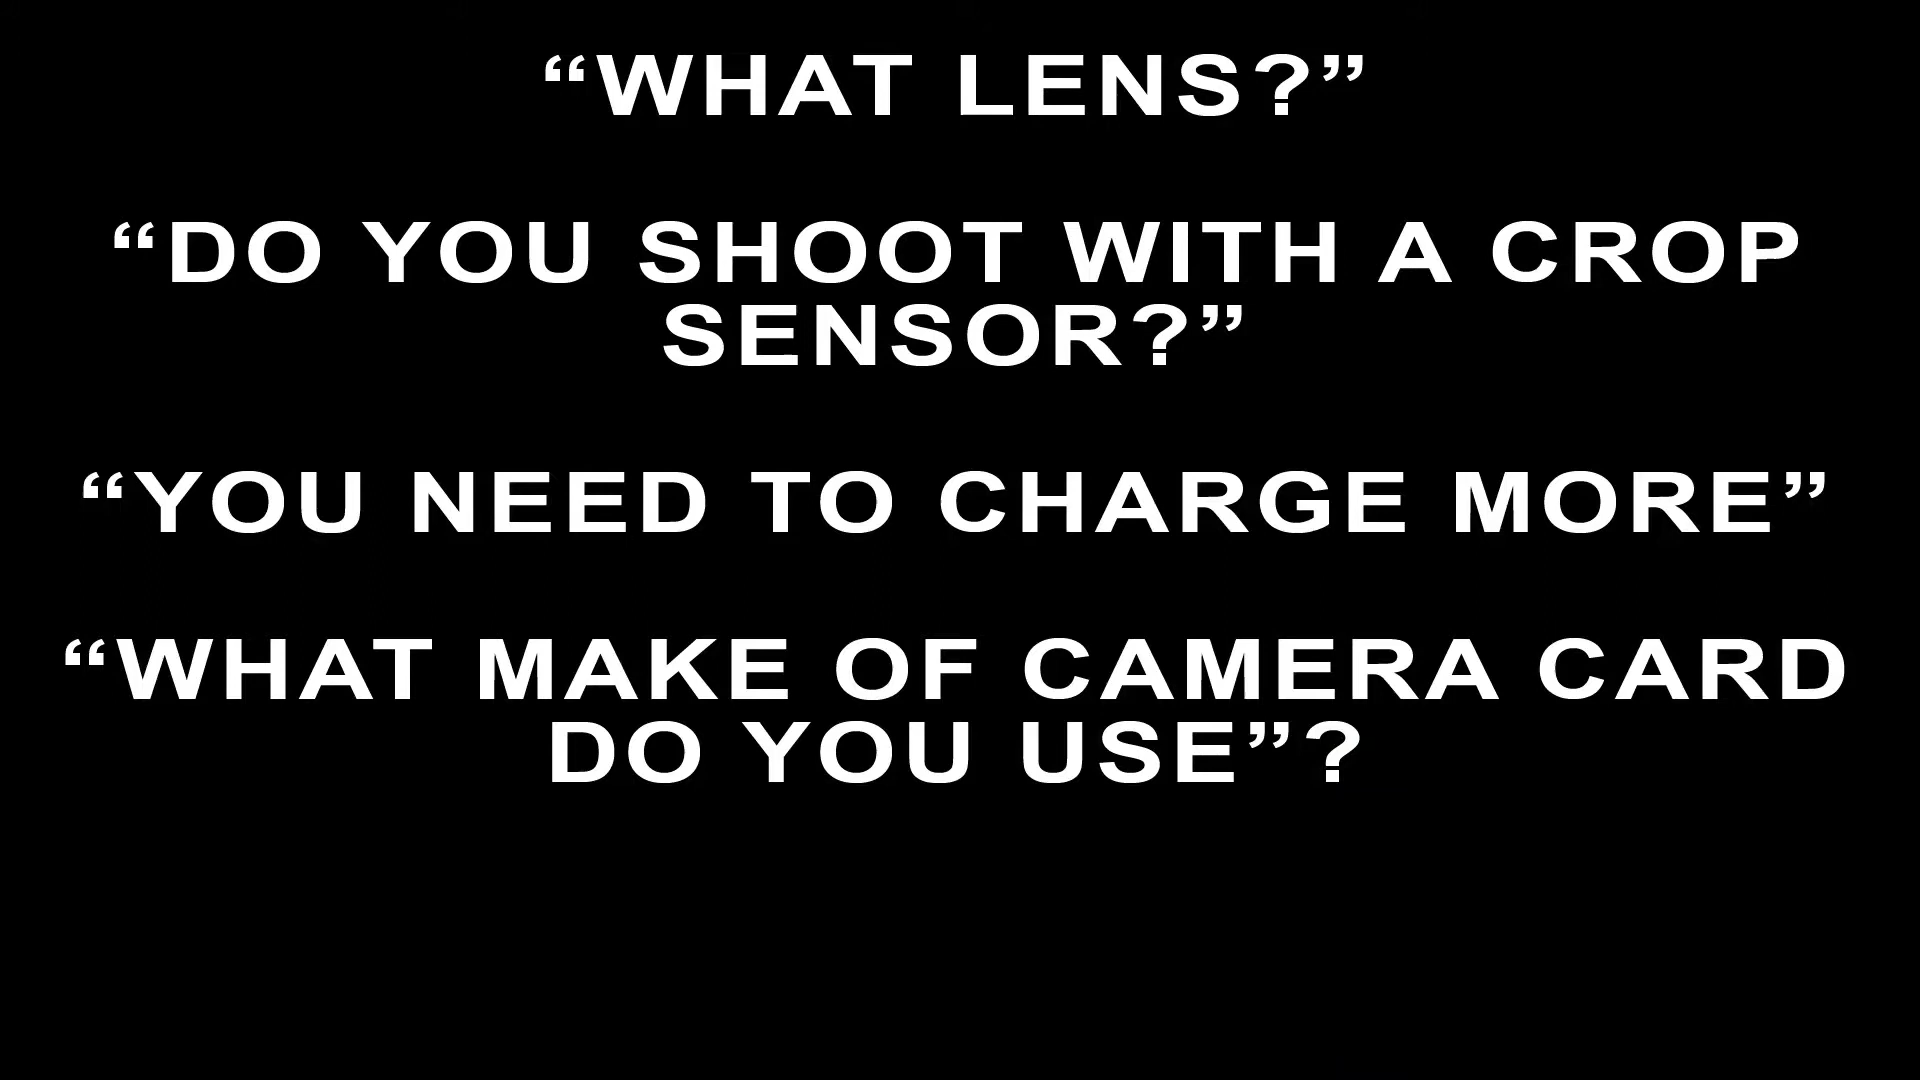 “WHAT LENS?”
“DO YOU SHOOT WITH A CROP
SENSOR?”
“YOU NEED TO CHARGE MORE”
“WHAT MAKE OF CAMERA CARD
DO YOU USE”?